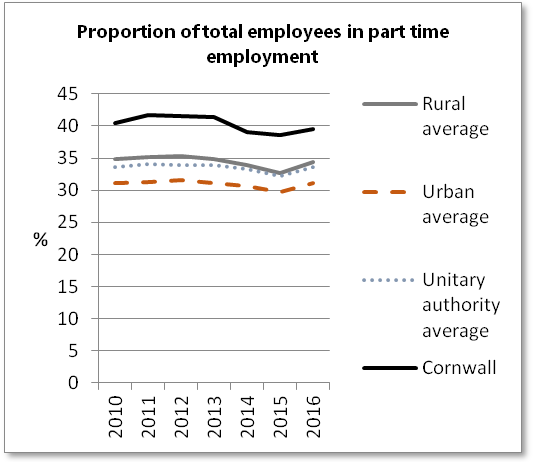 Proportion of total employees in part time
employment
45
40
35
30
25
20
15
10
5
0
%
2010
2011
2012
2013
2014
2015
2016
Rural
average
Urban
average
Unitary
authority
average
Cornwall